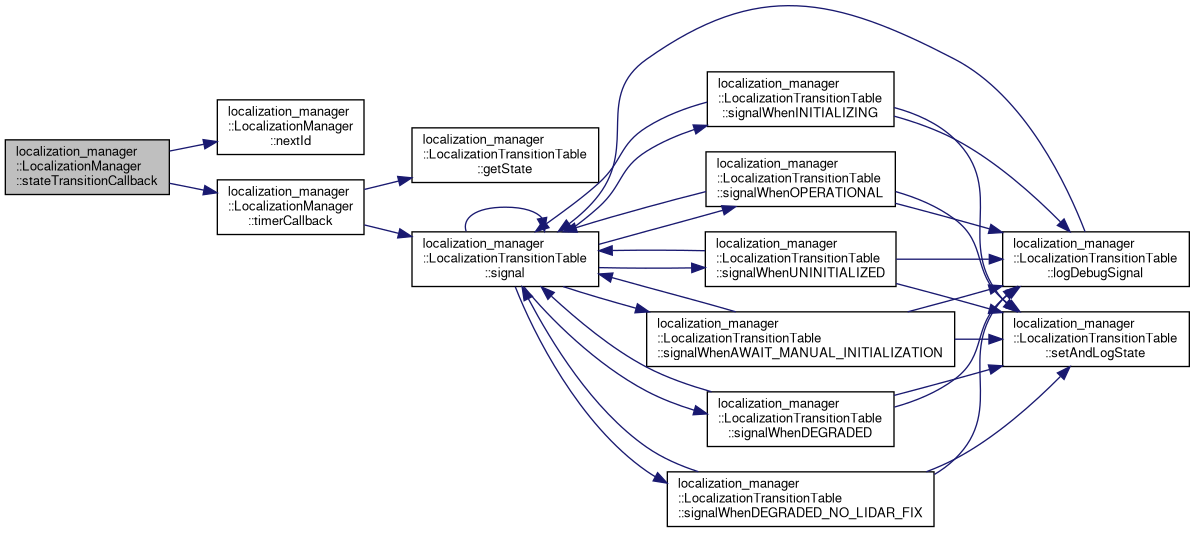 localization_manager
::LocalizationManager
::stateTransitionCallback
localization_manager
::LocalizationManager
::nextId
localization_manager
::LocalizationManager
::timerCallback
localization_manager
::LocalizationTransitionTable
::getState
localization_manager
::LocalizationTransitionTable
::signal
localization_manager
::LocalizationTransitionTable
::signalWhenINITIALIZING
localization_manager
::LocalizationTransitionTable
::signalWhenOPERATIONAL
localization_manager
::LocalizationTransitionTable
::signalWhenUNINITIALIZED
localization_manager
::LocalizationTransitionTable
::signalWhenAWAIT_MANUAL_INITIALIZATION
localization_manager
::LocalizationTransitionTable
::signalWhenDEGRADED
localization_manager
::LocalizationTransitionTable
::signalWhenDEGRADED_NO_LIDAR_FIX
localization_manager
::LocalizationTransitionTable
::logDebugSignal
localization_manager
::LocalizationTransitionTable
::setAndLogState